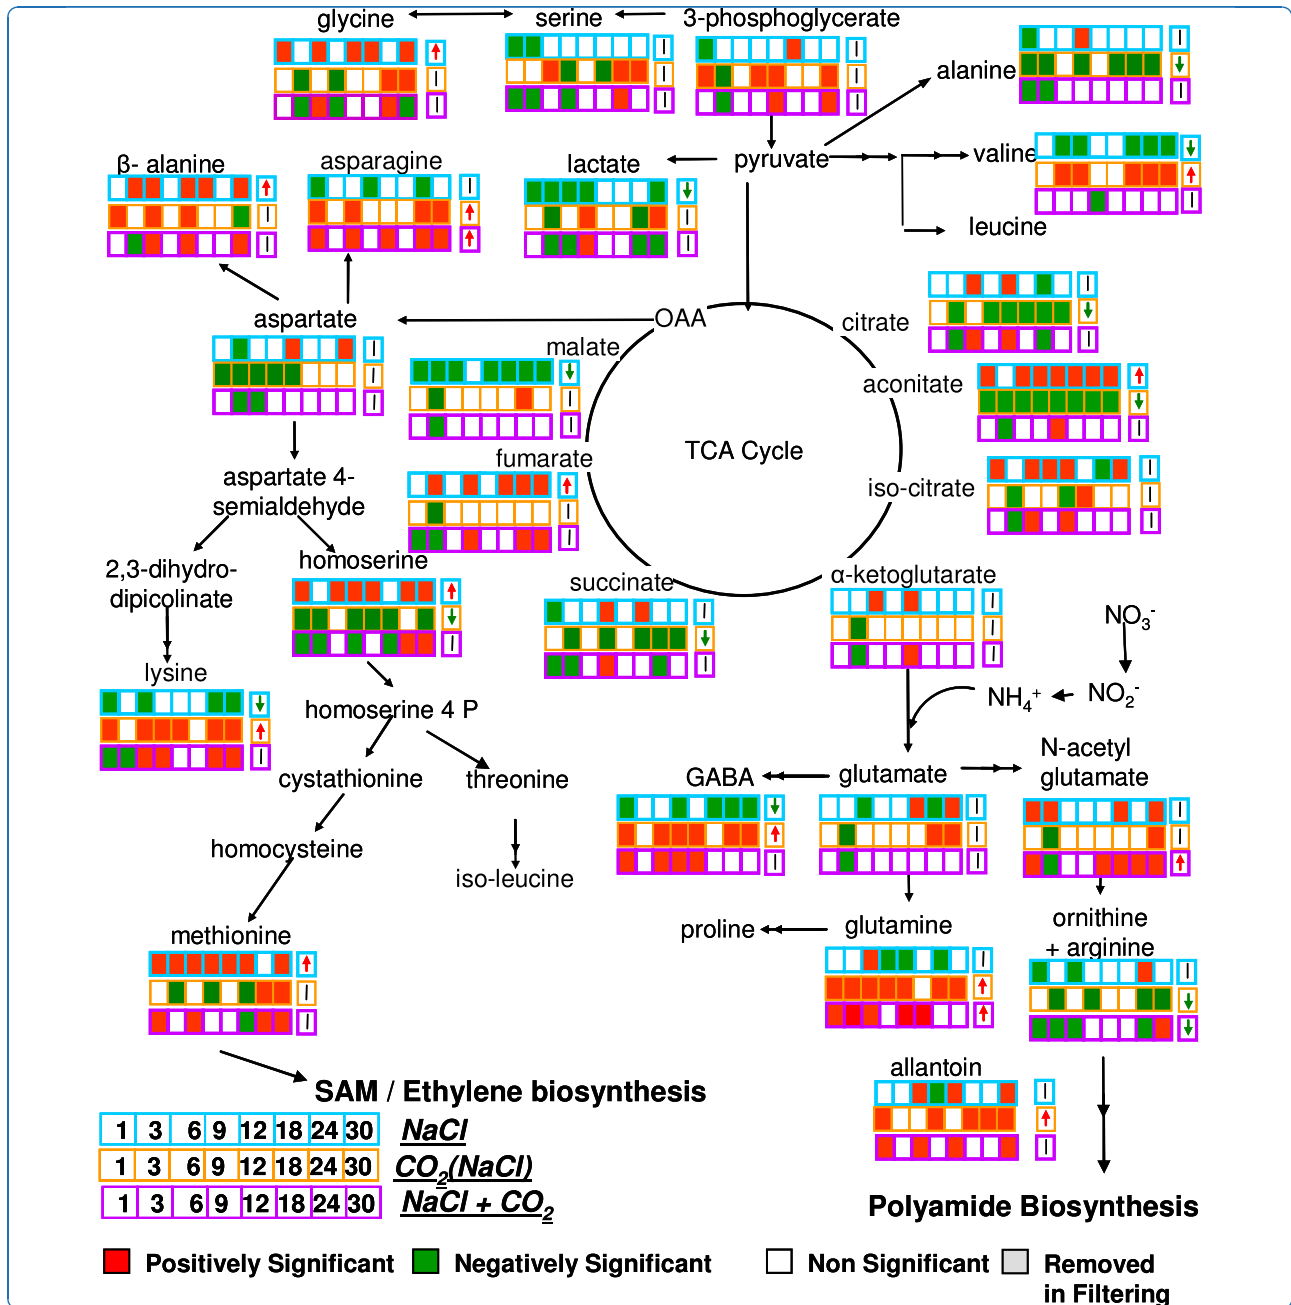 glycine
serine
3-phosphoglycerate
alanine
β- alanine
asparagine
lactate
pyruvate
valine
leucine
aspartate
OAA
citrate
malate
aconitate
TCA Cycle
fumarate
iso-citrate
aspartate 4-
semialdehyde
2,3-dihydro-
dipicolinate
homoserine
succinate
α-ketoglutarate
NO3-
lysine
NH4+
NO2-
homoserine 4 P
cystathionine
threonine
GABA
glutamate
N-acetyl
glutamate
homocysteine
iso-leucine
methionine
proline
glutamine
ornithine
+ arginine
allantoin
SAM / Ethylene biosynthesis
1 3 6 9 12 18 24 30 NaCl
1 3 6 9 12 18 24 30 CO2(NaCl)
1 3 6 9 12 18 24 30 NaCl + CO2
Polyamide Biosynthesis
Positively Significant
Negatively Significant
Non Significant
Removed
in Filtering